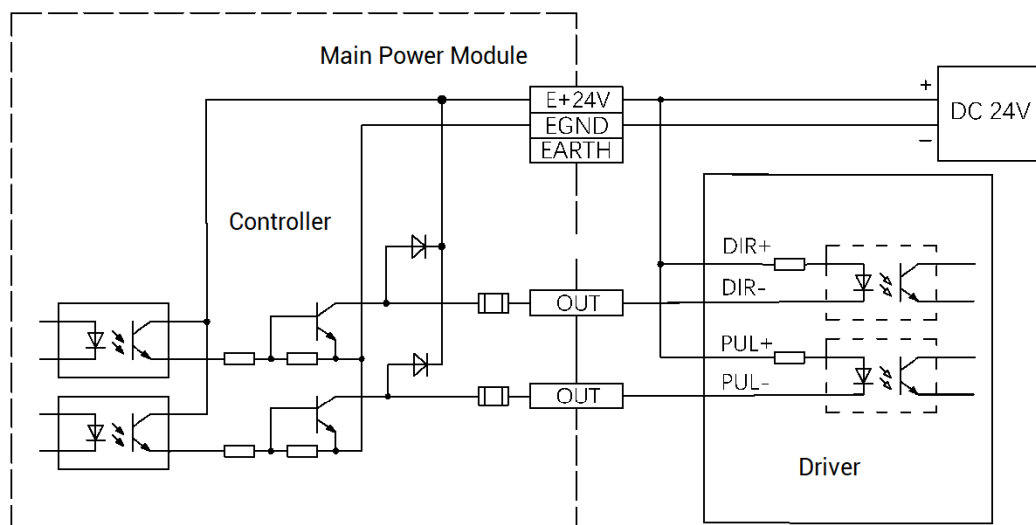 Main Power Module
E+24V
EGND
EARTH
+
DC 24V
−
Controller
DIR+
DIR-
OUT
PUL+
PUL-
OUT
Driver